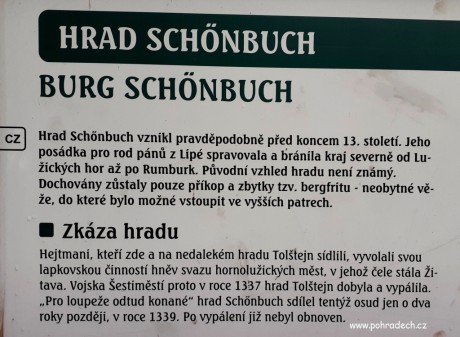 HRAD SCHÖNBUCH
BURG SCHÖNBUCH
CZ
Hrad Schönbuch vznikl pravděpodobně před koncem 13. století. Jeho
posádka pro rod pánů z Lipé spravovala a bránila kraj severně od Lu-
žických hor až po Rumburk. Původní vzhled hradu není známý.
Dochovány zůstaly pouze příkop a zbytky tzv. bergfritu - neobytné vě-
že, do které bylo možné vstoupit ve vyšších patrech.
Zkáza hradu
Hejtmani, kteří zde a na nedalekém hradu Tolštejn sídlili, vyvolali svou
lapkovskou činností hněv svazu hornolužických měst, v jehož čele stála Ži-
tava. Vojska Šestiměstí proto v roce 1337 hrad Tolštejn dobyla a vypálila.
„Pro loupeže odtud konané“ hrad Schönbuch sdílel tentýž osud jen o dva
roky později, v roce 1339. Po vypálení již nebyl obnoven.
www.pohradech.cz